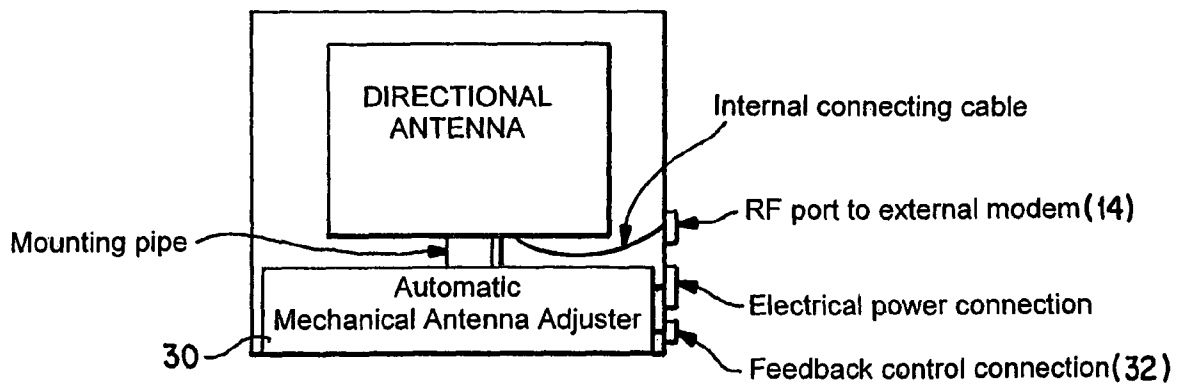 DIRECTIONAL
ANTENNA
Internal connecting cable
RF port to external modem(14)
Mounting pipe
Automatic
Mechanical Antenna Adjuster
Electrical power connection
30
Feedback control connection(32)